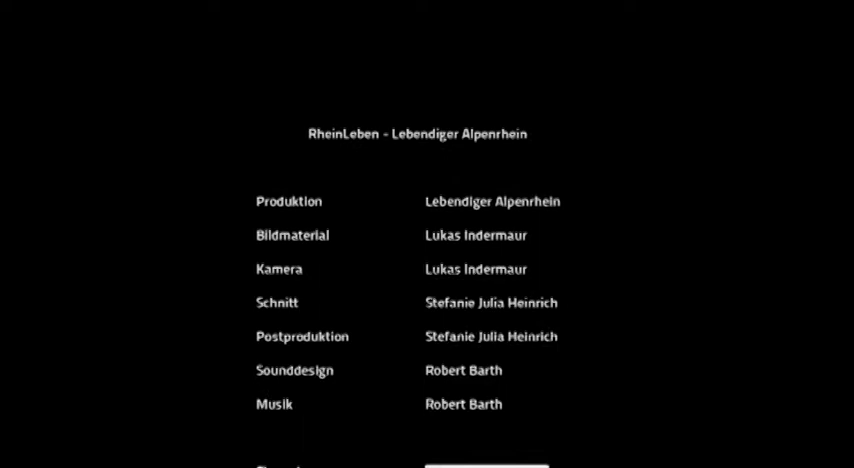 RheinLeben - Lebendiger Alpenrhein
Produktion Lebendiger Alpenrhein
Bildmaterial Lukas Indermaur
Kamera Lukas Indermaur
Schnitt Stefanie Julia Heinrich
Postproduktion Stefanie Julia Heinrich
Sounddesign Robert Barth
Musik Robert Barth